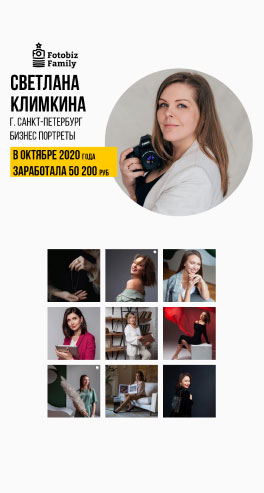 Fotobiz
Family
СВЕТЛАНА
КЛИМКИНА
Г. САНКТ-ПЕТЕРБУРГ
БИЗНЕС ПОРТРЕТЫ
В ОКТЯБРЕ 2020 ГОДА
ЗАРАБОТАЛА 50 200 РУБ